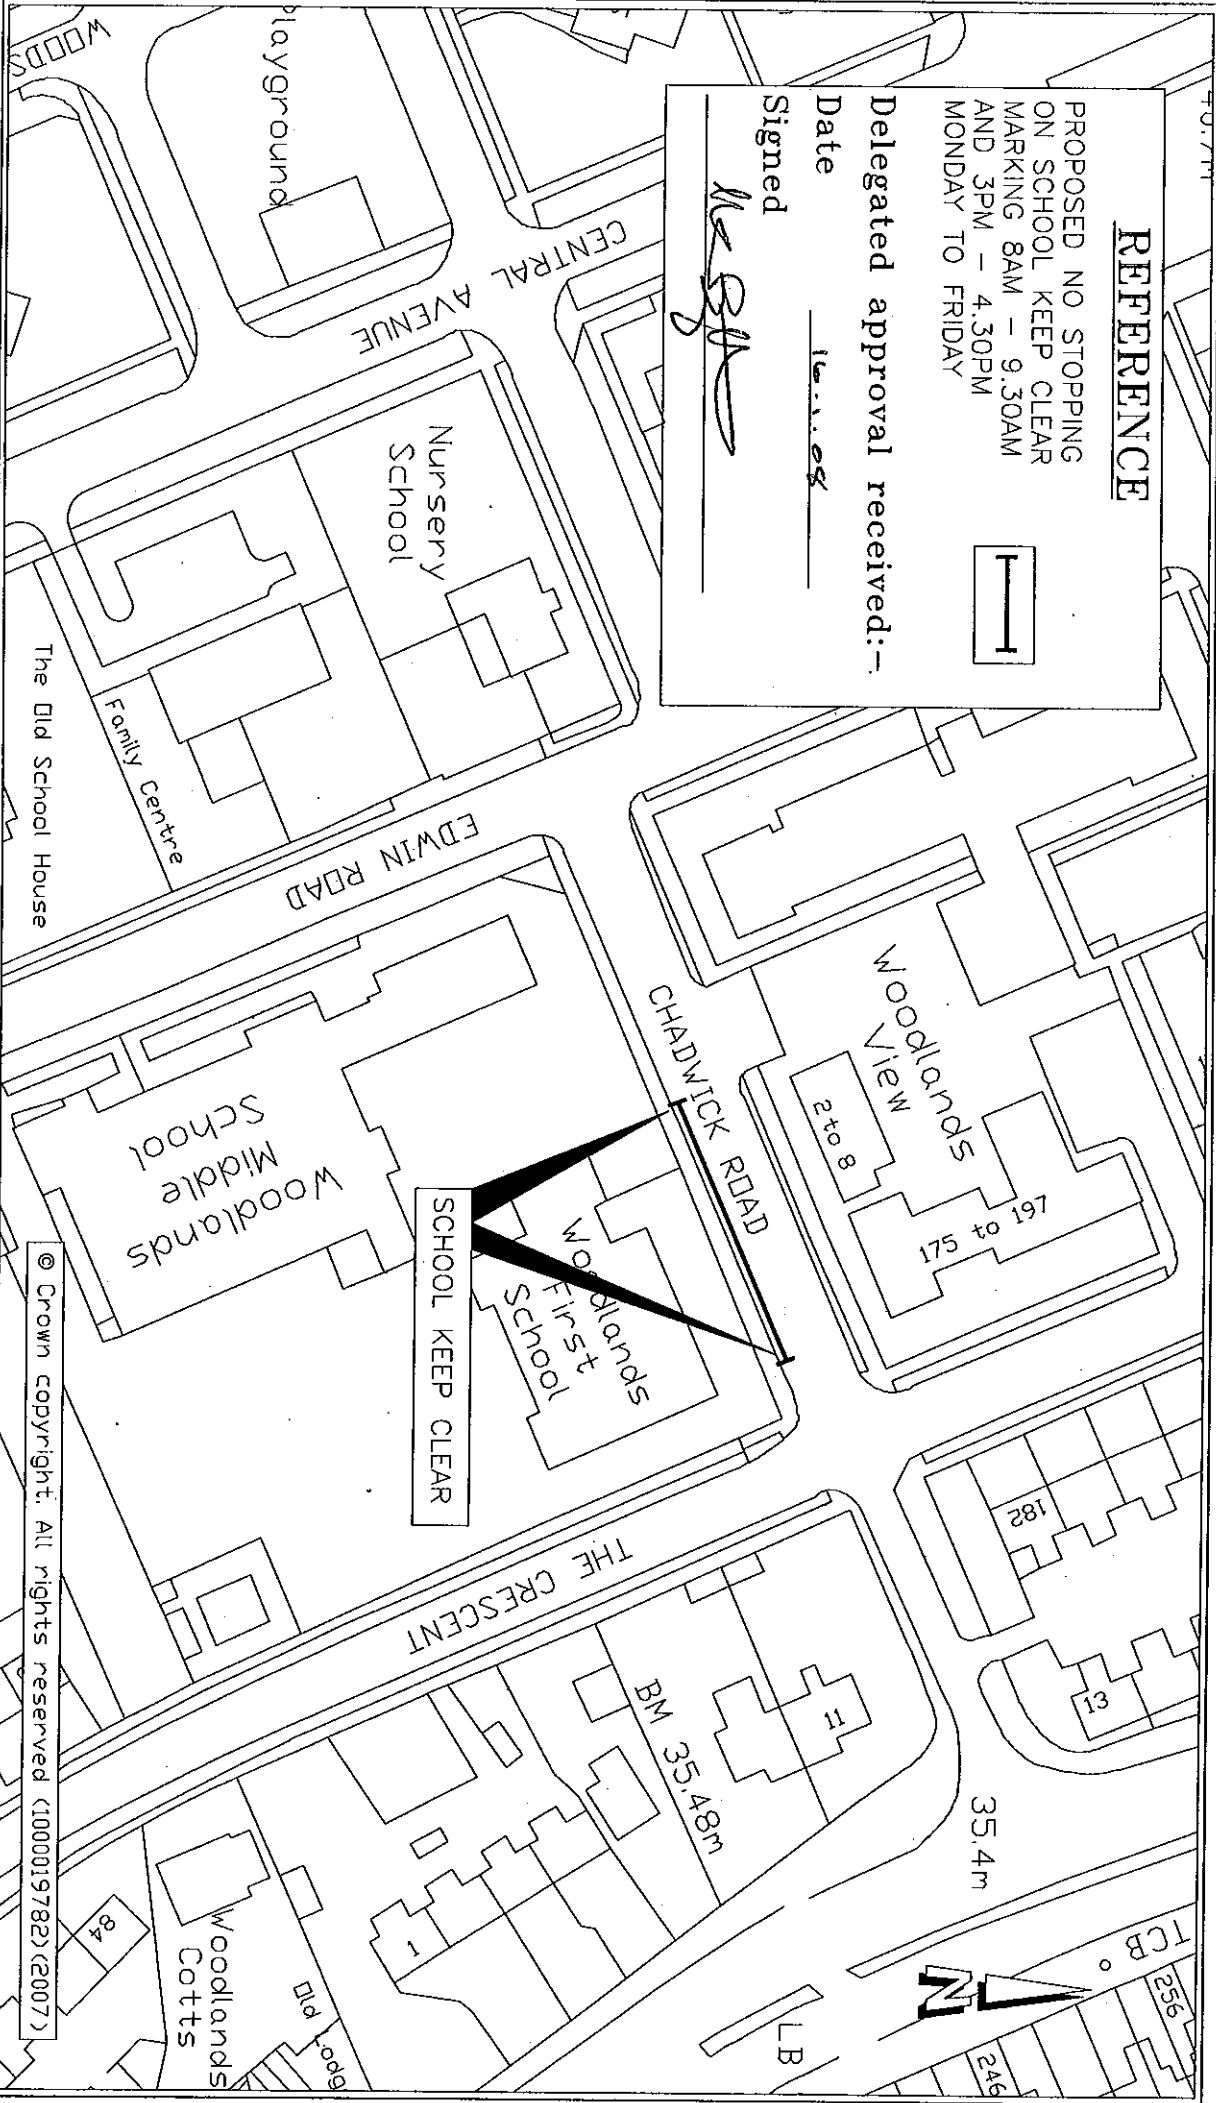 REFERENCE
PROPOSED NO STOPPING
ON SCHOOL KEEP CLEAR
MARKING 8AM - 9.30AM
AND 3PM - 4.30PM
MONDAY TO FRIDAY
Delegated approval received:-
Date
Signed
WOODS
Playground
CENTRAL
AVENUE
Nursery
School
Family Centre
The Old School House
EDWIN ROAD
Woodlands
View
2 to 8
175 to 197
CHADWICK ROAD
Woodlands
First
School
Woodlands
Middle
School
SCHOOL KEEP CLEAR
THE CRESCENT
182
13
11
BM 35.48m
35.4m
TCB
256
246
LB
N
1
84
Woodlands
Cotts
Old Lodge
© Crown copyright. All rights reserved (100019782)(2007)